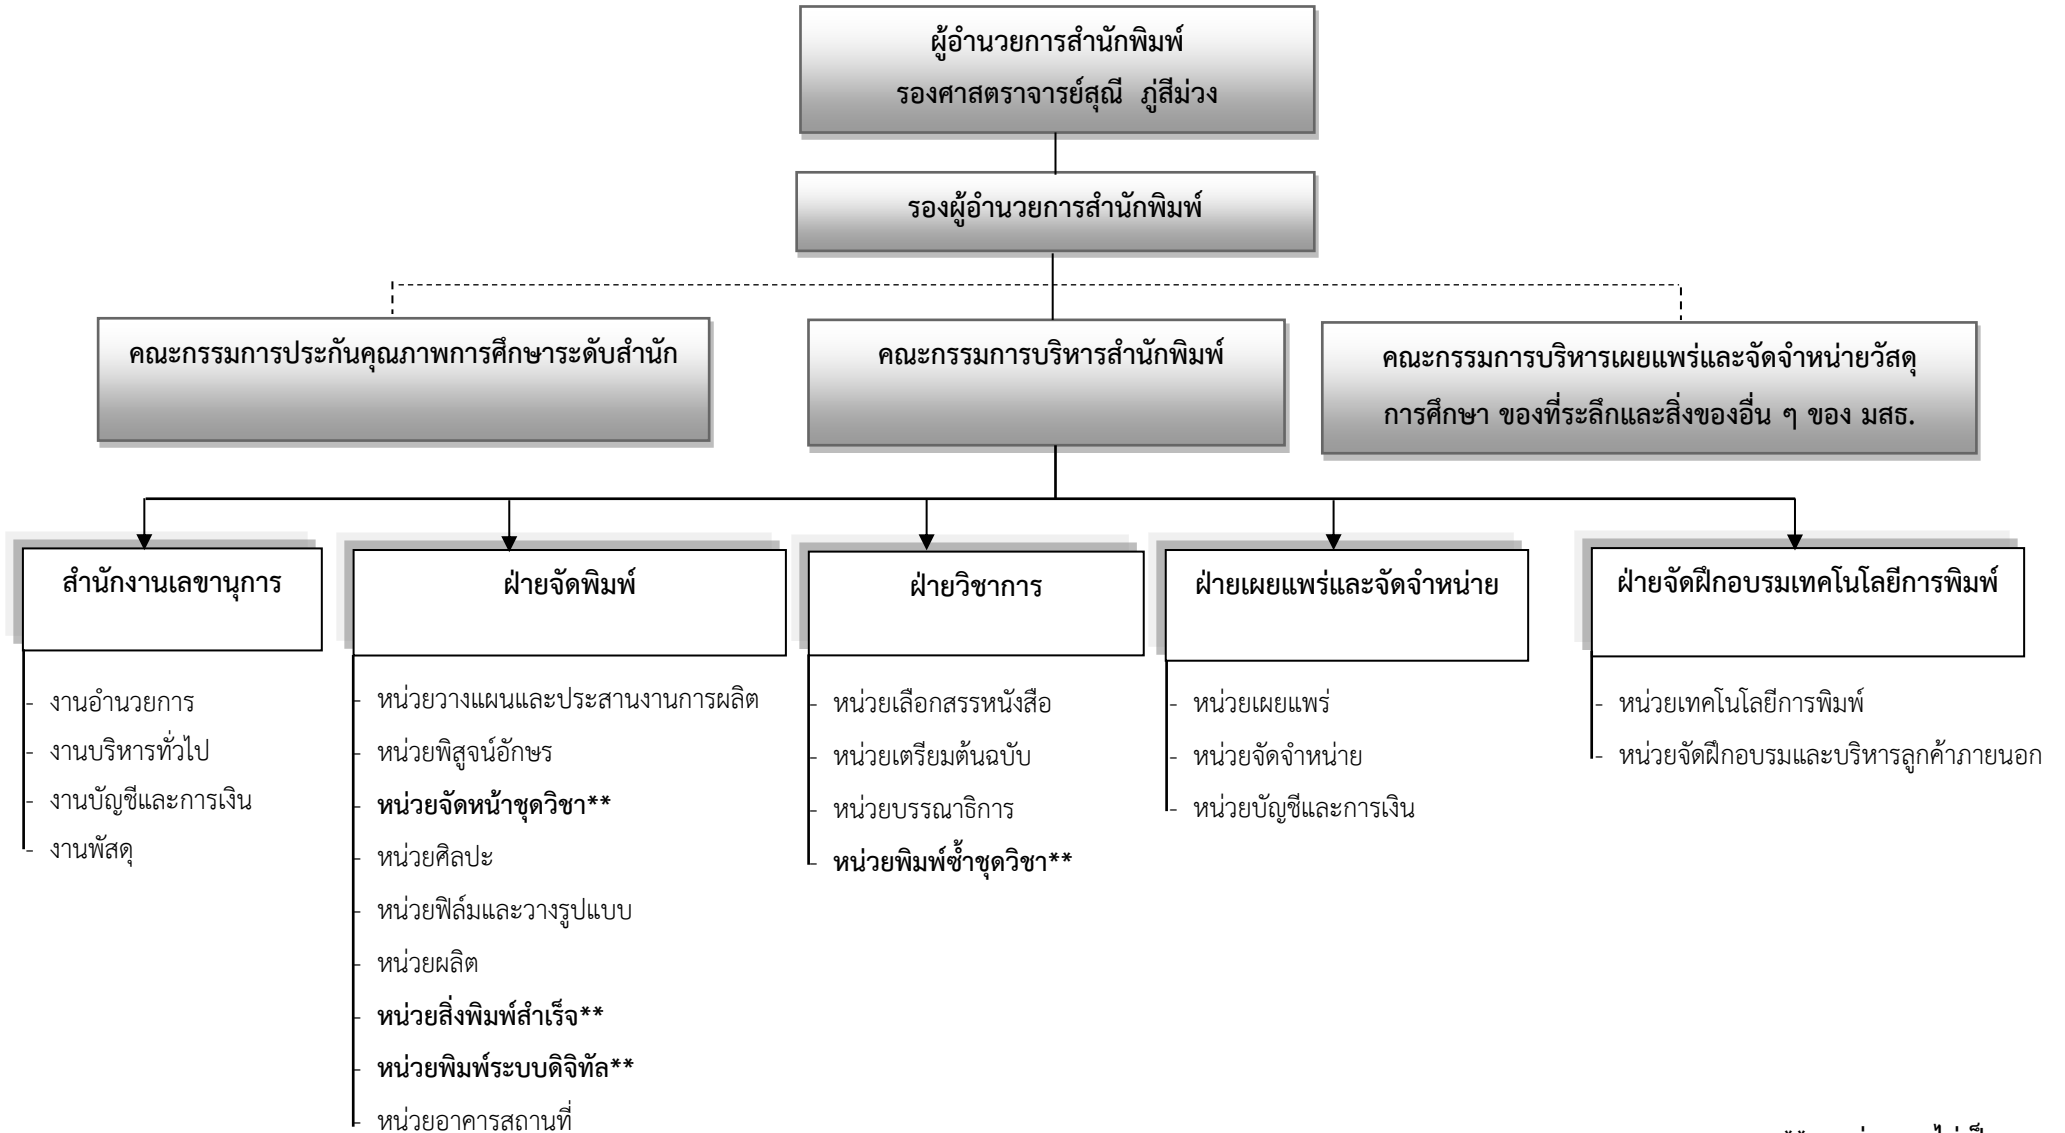 ผู้อำนวยการสำนักพิมพ์
รองศาสตราจารย์สุณี  ภู่สีม่วง
รองผู้อำนวยการสำนักพิมพ์
คณะกรรมการประกันคุณภาพการศึกษาระดับสำนัก
คณะกรรมการบริหารสำนักพิมพ์
คณะกรรมการบริหารเผยแพร่และจัดจำหน่ายวัสดุ
การศึกษา ของที่ระลึกและสิ่งของอื่น ๆ ของ มสธ.
สำนักงานเลขานุการ
- งานอำนวยการ
- งานบริหารทั่วไป
- งานบัญชีและการเงิน
- งานพัสดุ
ฝ่ายจัดพิมพ์
- หน่วยวางแผนและประสานงานการผลิต
- หน่วยพิสูจน์อักษร
- หน่วยจัดหน้าชุดวิชา**
- หน่วยศิลปะ
- หน่วยฟิล์มและวางรูปแบบ
- หน่วยผลิต
- หน่วยสิ่งพิมพ์สำเร็จ**
- หน่วยพิมพ์ระบบดิจิทัล**
- หน่วยอาคารสถานที่
ฝ่ายวิชาการ
- หน่วยเลือกสรรหนังสือ
- หน่วยเตรียมต้นฉบับ
- หน่วยบรรณาธิการ
- หน่วยพิมพ์ซ้ำชุดวิชา**
ฝ่ายเผยแพร่และจัดจำหน่าย
- หน่วยเผยแพร่
- หน่วยจัดจำหน่าย
- หน่วยบัญชีและการเงิน
ฝ่ายจัดฝึกอบรมเทคโนโลยีการพิมพ์
- หน่วยเทคโนโลยีการพิมพ์
- หน่วยจัดฝึกอบรมและบริหารลูกค้าภายนอก